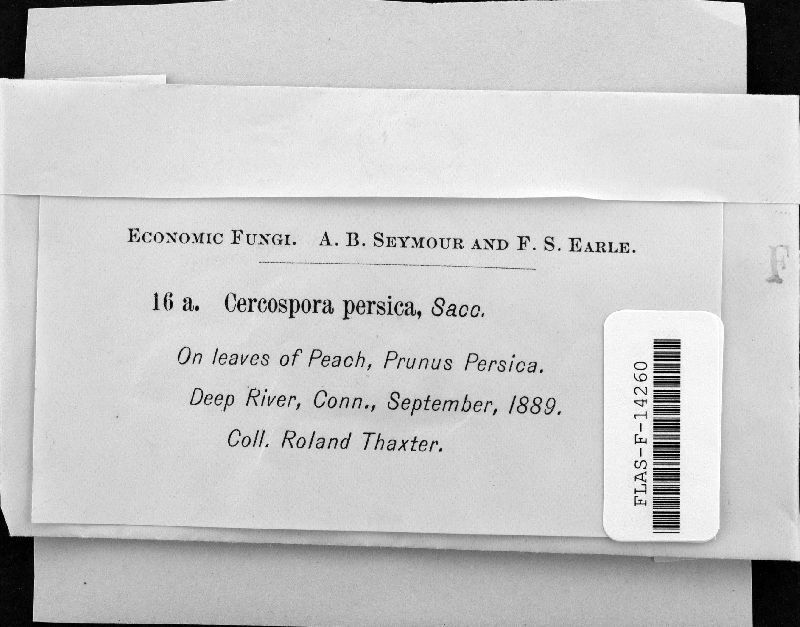 Economic Fungi. A. B. Seymour and F. S. Earle.
16 a. Cercospora persica, Sacc.
On leaves of Peach, Prunus Persica.
Deep River, Conn., September, 1889.
Coll. Roland Thaxter.
FLAS-F-14260
F